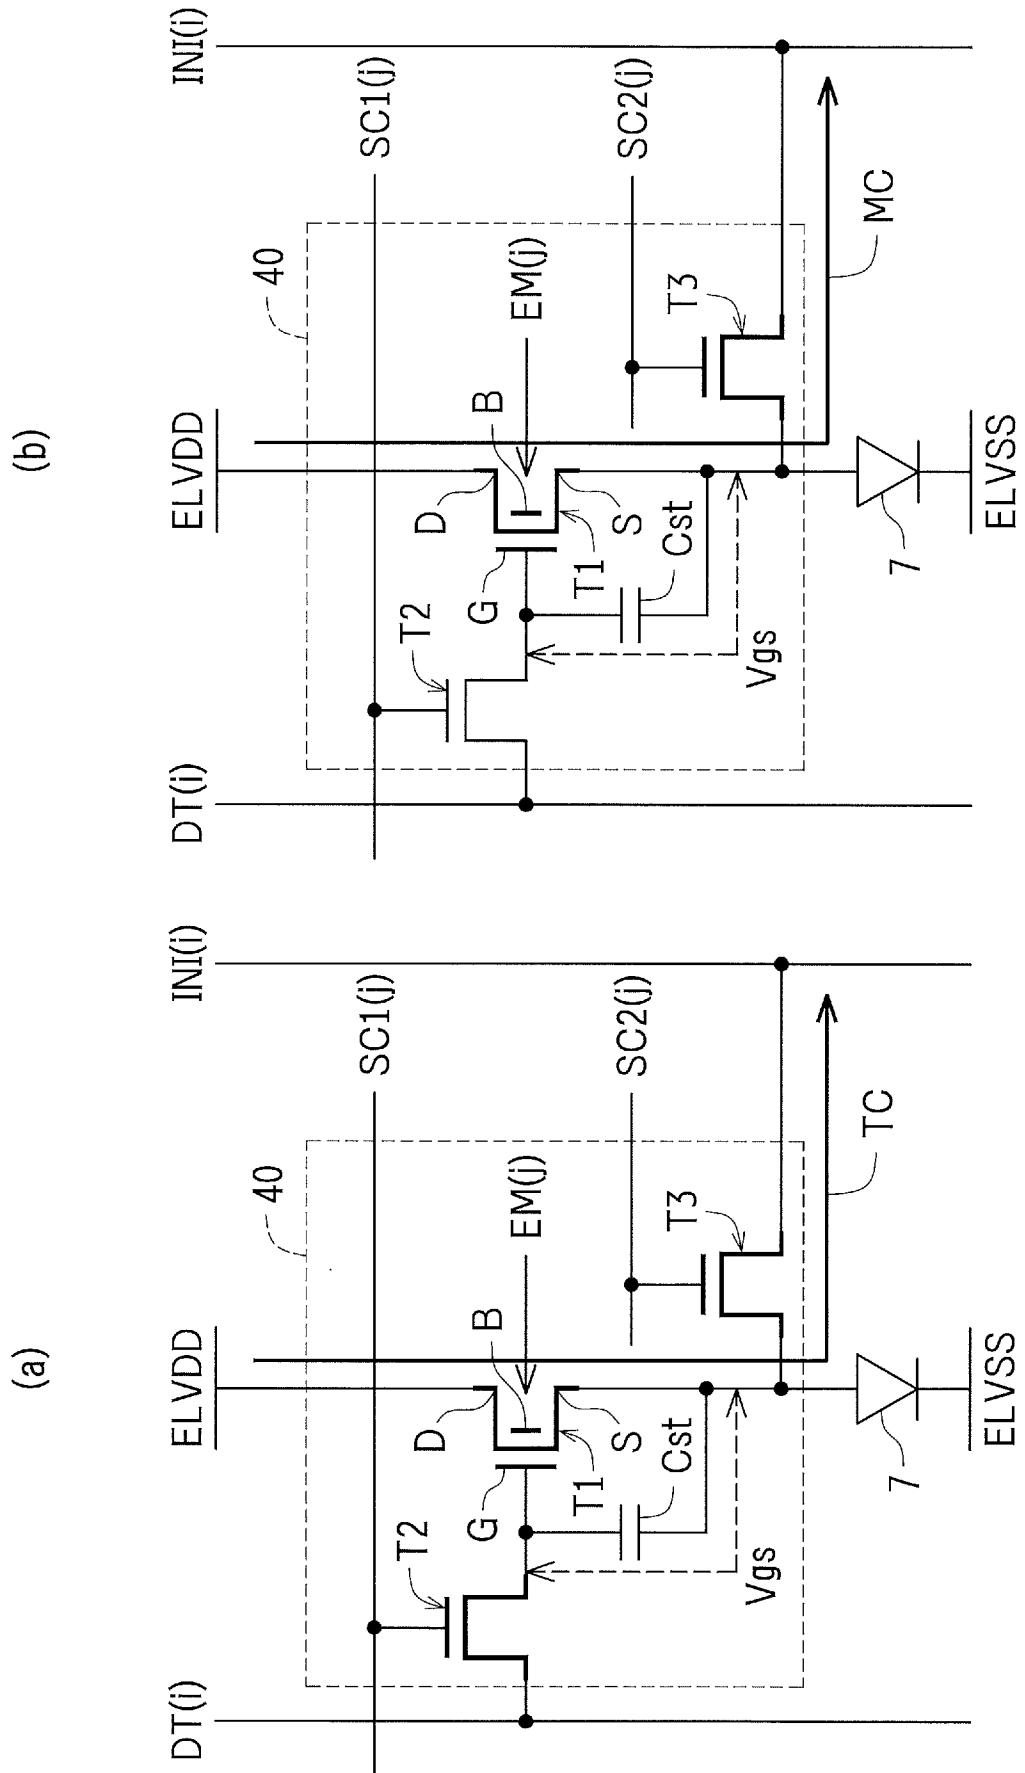 (a)
DT(i)
ELVDD
INI(i)
SC1(j)
40
T2
D
B
EM(j)
G
T1
S
SC2(j)
Cst
T3
Vgs
TC
7
ELVSS
(b)
DT(i)
ELVDD
INI(i)
SC1(j)
40
T2
D
B
EM(j)
G
T1
S
SC2(j)
Cst
T3
Vgs
MC
7
ELVSS